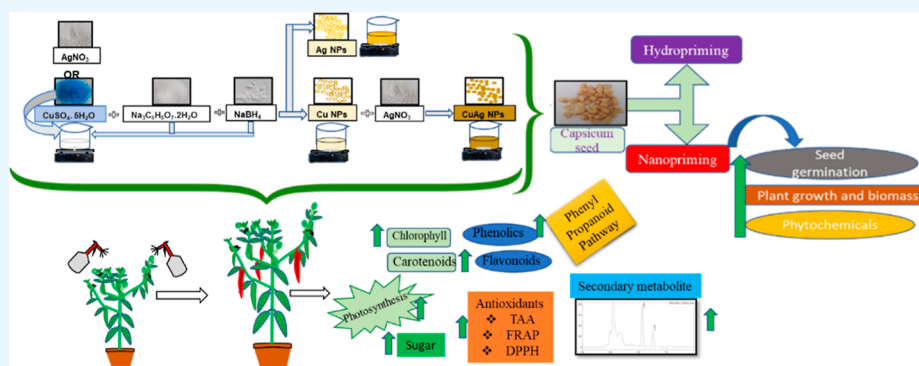 AgNO₃
OR
CuSO₄.5H₂O
Na₃C₆H₅O₇.2H₂O
NaBH₄
Ag NPs
Cu NPs
AgNO₃
CuAg NPs
Capsicum
seed
Hydropriming
Nanopriming
Seed
germination
Plant growth and biomass
Phytochemicals
Chlorophyll
Carotenoids
Phenolics
Flavonoids
Phenyl
Propanoid
Pathway
Photosynthesis
Sugar
Antioxidants
❖ TAA
❖ FRAP
❖ DPPH
Secondary metabolite